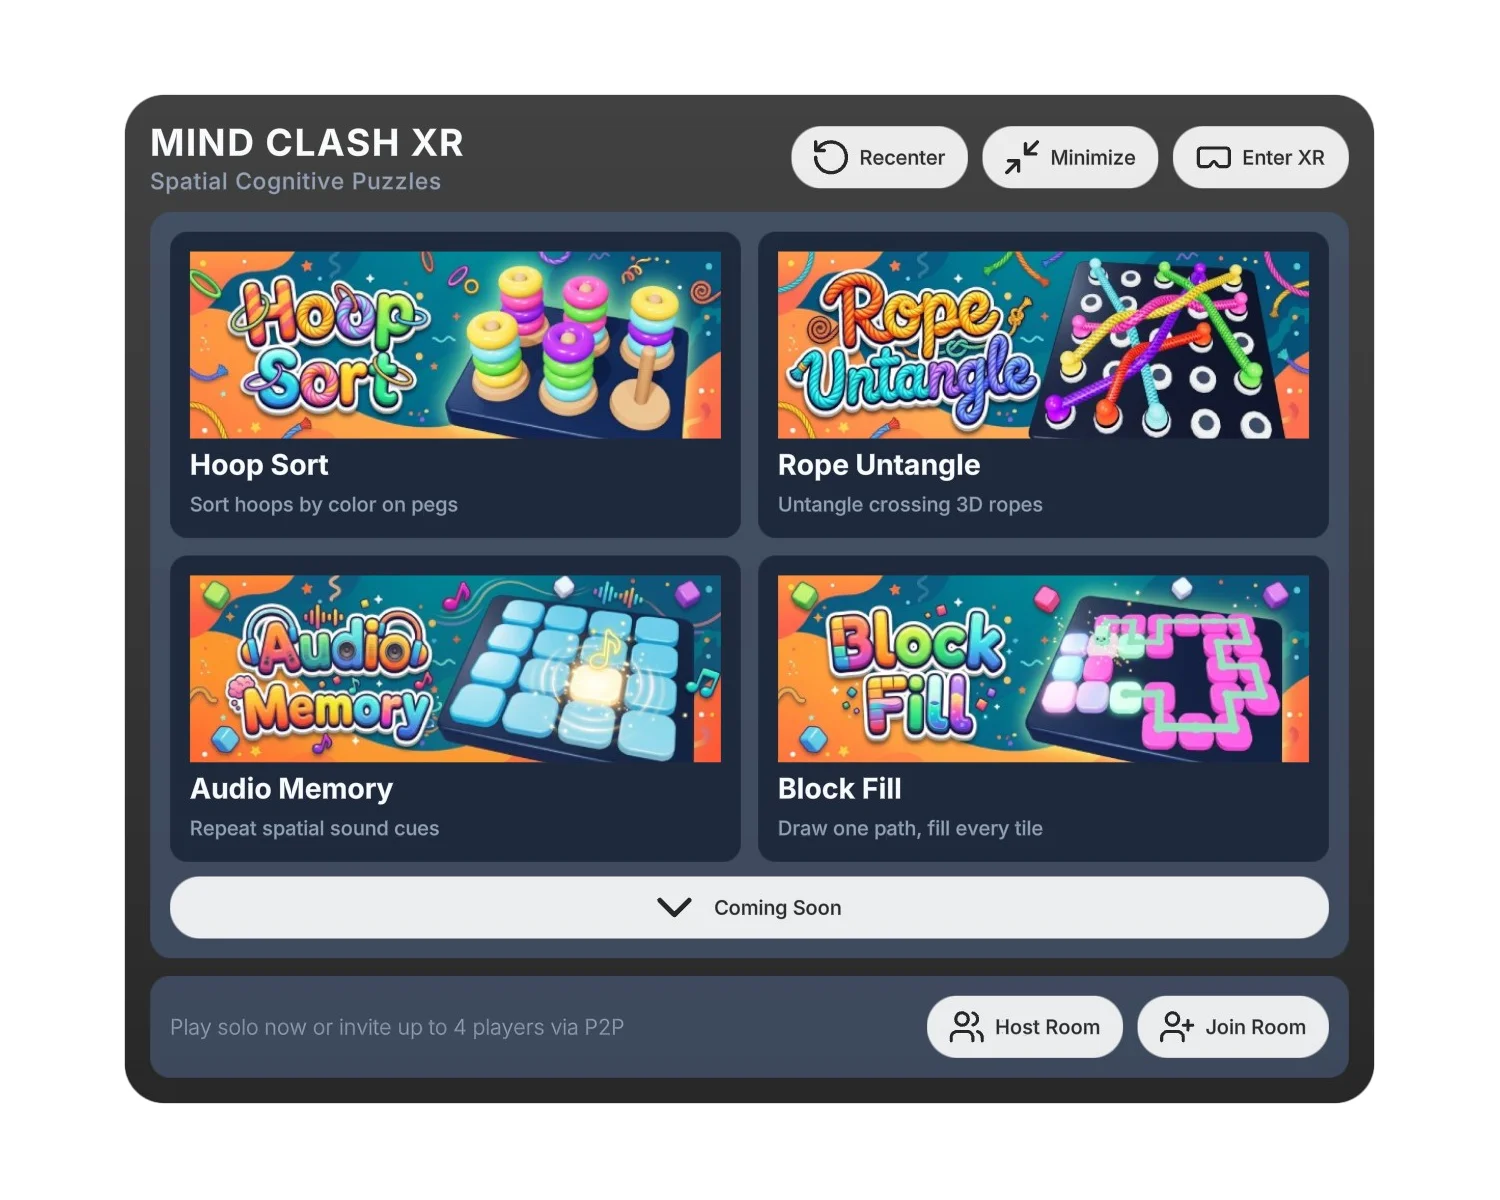 MIND CLASH XR
Spatial Cognitive Puzzles
Recenter
Minimize
Enter XR
Hoop
Sort
Hoop Sort
Sort hoops by color on pegs
Rope
Untangle
Rope Untangle
Untangle crossing 3D ropes
Audio
Memory
Audio Memory
Repeat spatial sound cues
Block
Fill
Block Fill
Draw one path, fill every tile
Coming Soon
Play solo now or invite up to 4 players via P2P
Host Room
Join Room